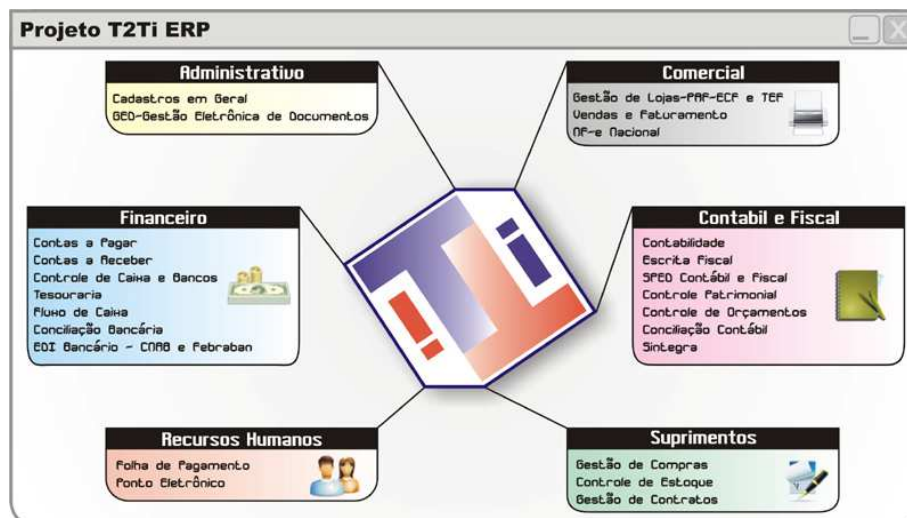 Projeto T2Ti ERP
Administrativo
Cadastros em Geral
GED-Gestão Eletrônica de Documentos
Comercial
Gestão de Lojas-PAF-ECF e TEF
Vendas e Faturamento
NF-e Nacional
Financeiro
Contas a Pagar
Contas a Receber
Controle de Caixa e Bancos
Tesouraria
Fluxo de Caixa
Conciliação Bancária
EDI Bancário - CNAB e Febraban
Contabil e Fiscal
Contabilidade
Escrita Fiscal
SPED Contábil e Fiscal
Controle Patrimonial
Controle de Orçamentos
Conciliação Contábil
Sintegra
Recursos Humanos
Folha de Pagamento
Ponto Eletrônico
Suprimentos
Gestão de Compras
Controle de Estoque
Gestão de Contratos